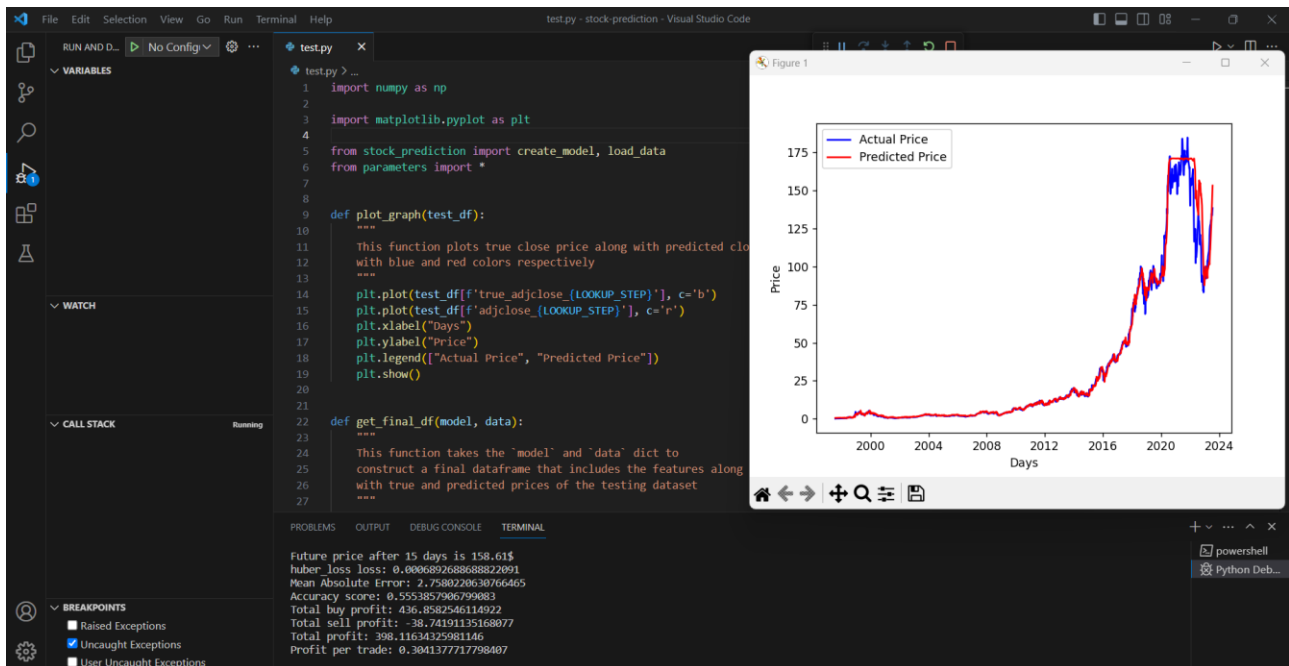 File Edit Selection View Go Run Terminal Help
test.py - stock-prediction - Visual Studio Code
RUN AND D... No Config
test.py
test.py > ...
VARIABLES
WATCH
CALL STACK
Running
BREAKPOINTS
Raised Exceptions
Uncaught Exceptions
User Uncaught Exceptions
1 import numpy as np
2
3 import matplotlib.pyplot as plt
4
5 from stock_prediction import create_model, load_data
6 from parameters import *
7
8
9 def plot_graph(test_df):
10 """
11 This function plots true close price along with predicted clo
12 with blue and red colors respectively
13 """
14 plt.plot(test_df[f'true_adjclose_{LOOKUP_STEP}'], c='b')
15 plt.plot(test_df[f'adjclose_{LOOKUP_STEP}'], c='r')
16 plt.xlabel("Days")
17 plt.ylabel("Price")
18 plt.legend(["Actual Price", "Predicted Price"])
19 plt.show()
20
21
22 def get_final_df(model, data):
23 """
24 This function takes the `model` and `data` dict to
25 construct a final dataframe that includes the features along
26 with true and predicted prices of the testing dataset
27 """
Figure 1
Actual Price
Predicted Price
175
150
125
100
75
50
25
0
Price
2000 2004 2008 2012 2016 2020 2024
Days
PROBLEMS OUTPUT DEBUG CONSOLE TERMINAL
Future price after 15 days is 158.61$
huber_loss loss: 0.0006892688688822091
Mean Absolute Error: 2.7580220630766465
Accuracy score: 0.5553857906799083
Total buy profit: 436.8582546114922
Total sell profit: -38.74191135168077
Total profit: 398.11634325981146
Profit per trade: 0.3041377717798407
powershell
Python Deb...
1